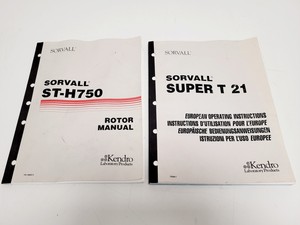 SORVALL
SORVALL®
ST-H750
ROTOR
MANUAL
Kendro
Laboratory Products
SORVALL
SORVALL®
SUPER T 21
EUROPEAN OPERATING INSTRUCTIONS
INSTRUCTIONS D'UTILISATION POUR L'EUROPE
EUROPÄISCHE BEDIENUNGSANWEISUNGEN
ISTRUZIONI PER L'USO EUROPEE
Kendro
Laboratory Products